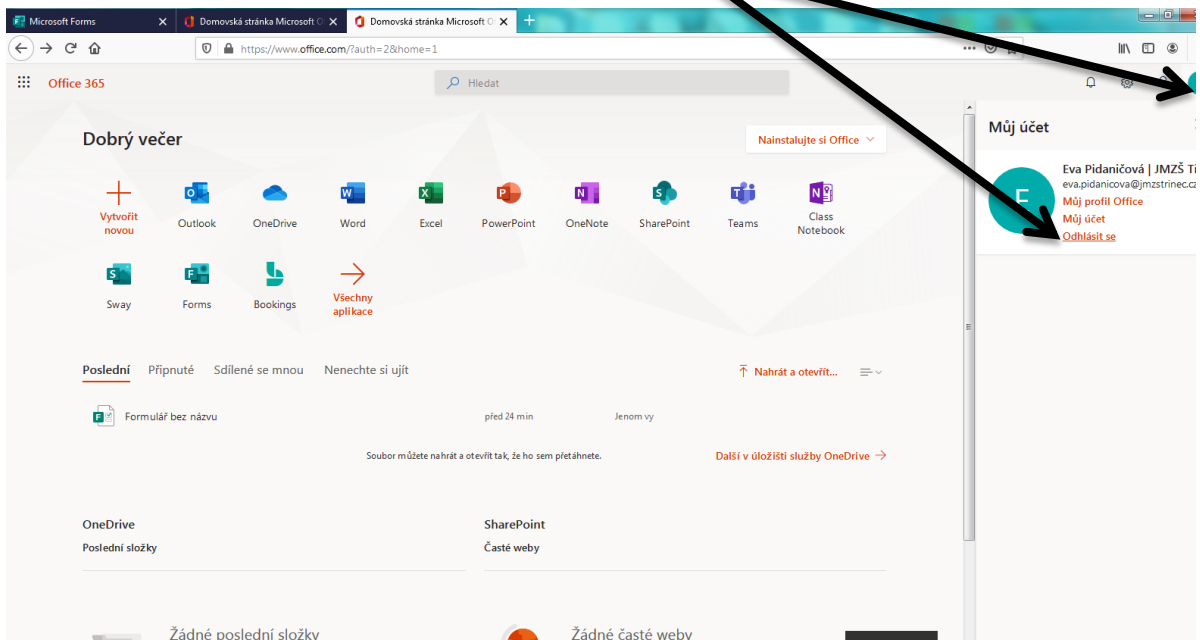 Microsoft Forms
Domovská stránka Microsoft O
Domovská stránka Microsoft O
https://www.office.com/?auth=2&home=1
Office 365
Hledat
Dobrý večer
Nainstalujte si Office
Můj účet
Eva Pidaničová | JMZŠ
eva.pidanicova@jmzstrinec.cz
Můj profil Office
Můj účet
Odhlásit se
Vytvořit novou
Outlook
OneDrive
Word
Excel
PowerPoint
OneNote
SharePoint
Teams
Class Notebook
Sway
Forms
Bookings
Všechny aplikace
Poslední Připnuté Sdílené se mnou Nenechte si ujít
Nahrát a otevřít...
Formulář bez názvu
před 24 min
Jenom vy
Soubor můžete nahrát a otevřít tak, že ho sem přetáhnete.
Další v úložišti služby OneDrive
OneDrive
Poslední složky
SharePoint
Časté weby
Žádné poslední složky
Žádné časté weby